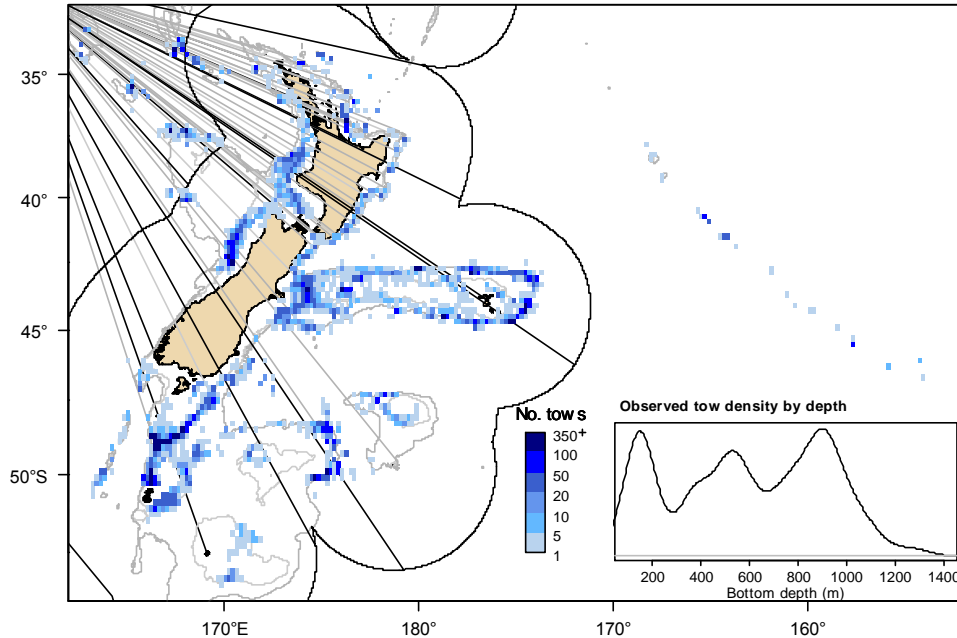 35°
40°
45°
50°S
No. tows
350+
100
50
20
10
5
1
Observed tow density by depth
200 400 600 800 1000 1200 1400
Bottom depth (m)
170°E 180° 170° 160°